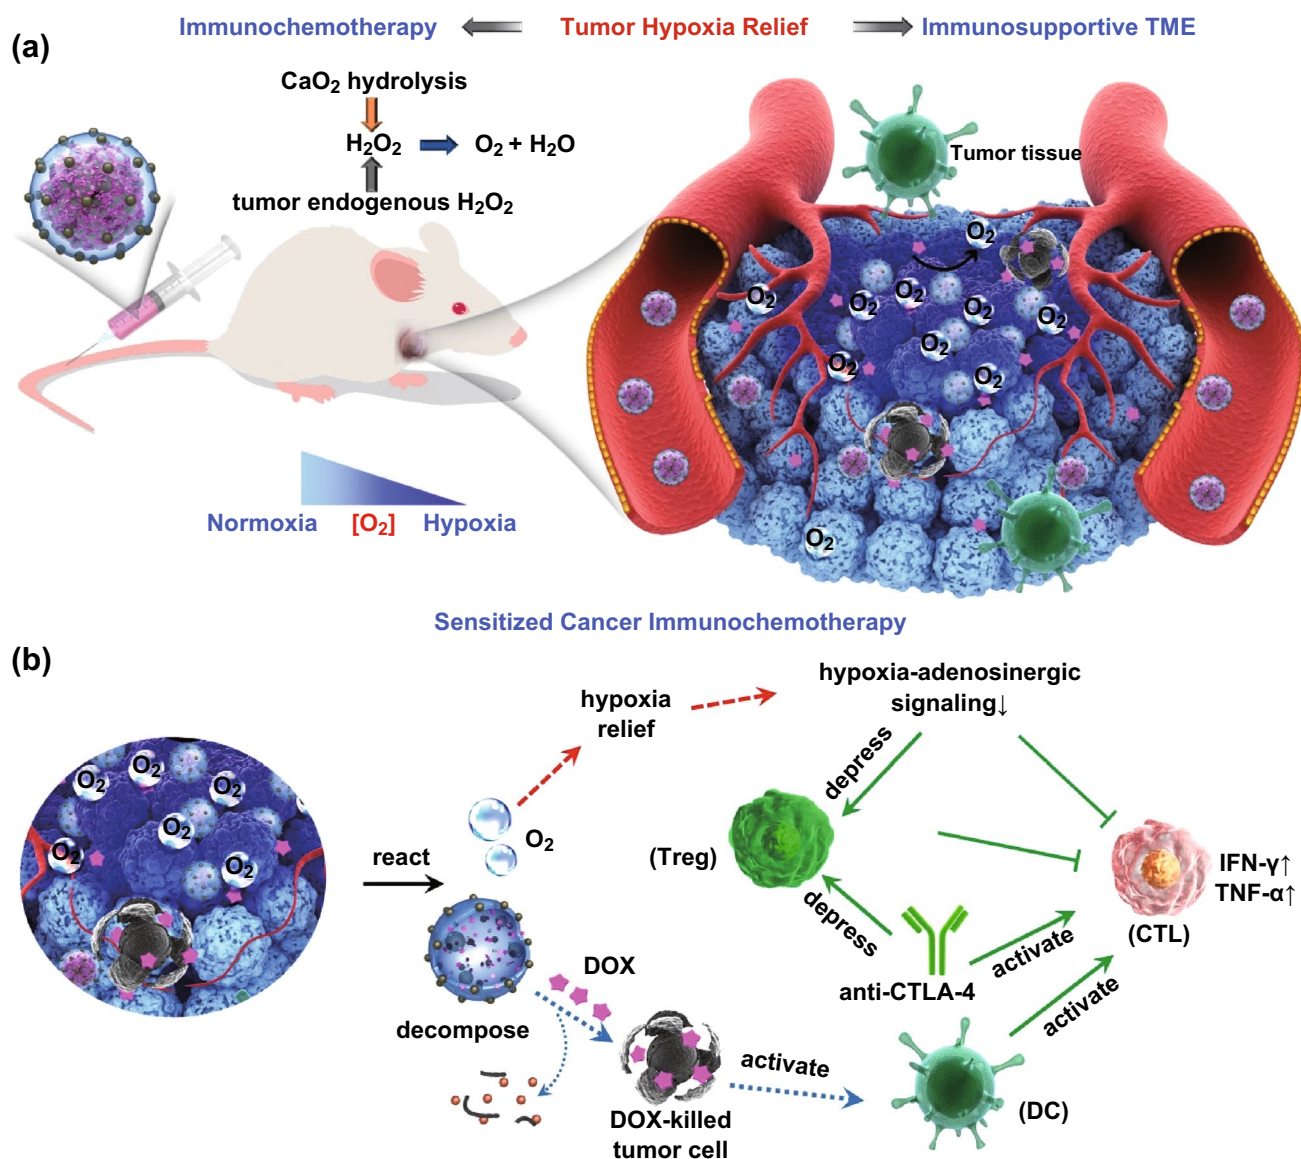 (a)
Immunochemotherapy
Tumor Hypoxia Relief
Immunosupportive TME
CaO₂ hydrolysis
H₂O₂
O₂ + H₂O
tumor endogenous H₂O₂
Tumor tissue
O₂
O₂
O₂
O₂
O₂
O₂
O₂
O₂
O₂
O₂
Normoxia
[O₂]
Hypoxia
Sensitized Cancer Immunochemotherapy
(b)
hypoxia
relief
hypoxia-adenosinergic
signaling↓
O₂
O₂
O₂
O₂
O₂
O₂
react
O₂
depress
(Treg)
IFN-γ↑
TNF-α↑
(CTL)
depress
activate
anti-CTLA-4
activate
DOX
decompose
activate
DOX-killed
tumor cell
(DC)